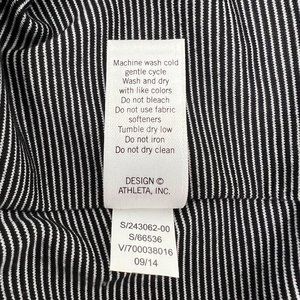 Machine wash cold
gentle cycle
Wash and dry
with like colors
Do not bleach
Do not use fabric
softeners
Tumble dry low
Do not iron
Do not dry clean
DESIGN ©
ATHLETA, INC.
S/243062-00
S/66536
V/700038016
09/14